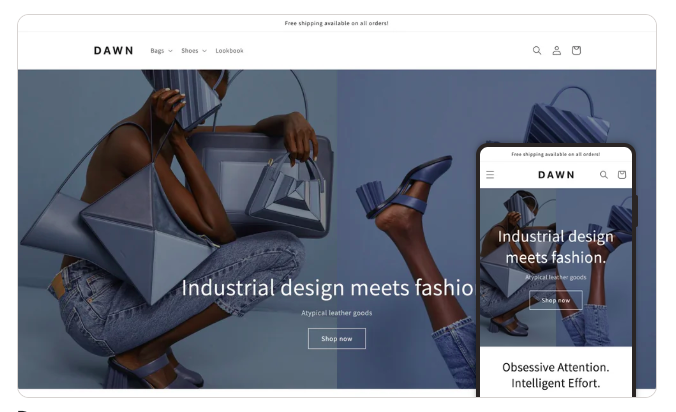 Free shipping available on all orders!
DAWN Bags Shoes Lookbook
Industrial design meets fashio
Atypical leather goods
Shop now
Free shipping available on all orders!
DAWN
Industrial design
meets fashion.
Atypical leather goods
Shop now
Obsessive Attention.
Intelligent Effort.